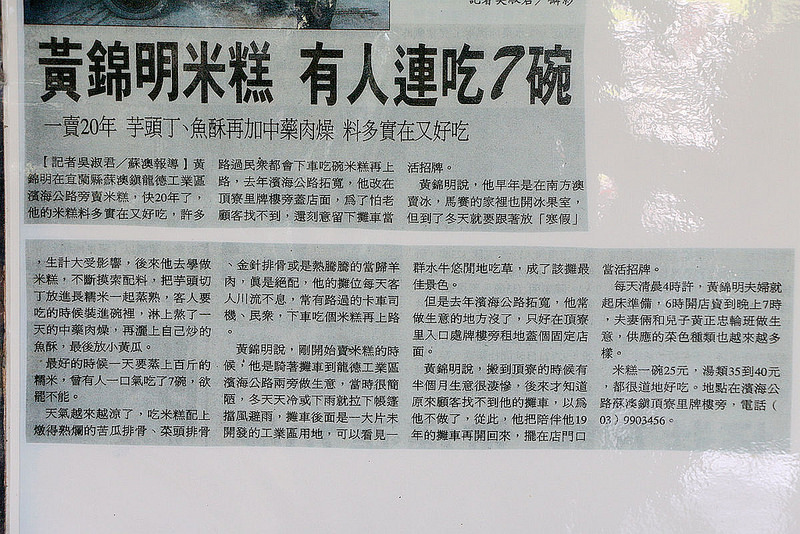 黃錦明米糕 有人連吃7碗
一賣20年 芋頭丁、魚酥再加中藥肉燥 料多實在又好吃
【記者吳淑君／蘇澳報導】黃
錦明在宜蘭縣蘇澳鎮龍德工業區
濱海公路旁賣米糕，快20年了，
他的米糕料多實在又好吃，許多
路過民眾都會下車吃碗米糕再上
路，去年濱海公路拓寬，他改在
頂寮里牌樓旁蓋店面，為了怕老
顧客找不到，還刻意留下攤車當
活招牌。
黃錦明說，他早年是在南方澳
賣冰，馬賽的家裡也開冰果室，
但到了冬天就要跟著放「寒假」
，生計大受影響，後來他去學做
米糕，不斷摸索配料，把芋頭切
丁放進長糯米一起蒸熟，客人要
吃的時候裝進碗裡，淋上蒸了一
天的中藥肉燥，再灑上自己炒的
魚酥，最後放小黃瓜。
最好的時候一天要蒸上百斤的
糯米，曾有人一口氣吃了7碗，欲
罷不能。
天氣越來越涼了，吃米糕配上
燉得熟爛的苦瓜排骨、菜頭排骨
、金針排骨或是熱騰騰的當歸羊
肉，真是絕配，他的攤位每天客
人川流不息，常有路過的卡車司
機、民眾，下車吃個米糕再上路
。
黃錦明說，剛開始賣米糕的時
候，他是騎著攤車到龍德工業區
濱海公路兩旁做生意，當時很簡
陋，冬天天冷或下雨就拉下帳篷
擋風避雨，攤車後面是一大片未
開發的工業區用地，可以看見一
群水牛悠閒地吃草，成了該攤最
佳景色。
但是去年濱海公路拓寬，他常
做生意的地方沒了，只好在頂寮
里入口處牌樓旁租地蓋個固定店
面。
黃錦明說，搬到頂寮的時候有
半個月生意很淒慘，後來才知道
原來顧客找不到他的攤車，以為
他不做了，從此，他把陪伴他19
年的攤車再開回來，擺在店門口
當活招牌。
每天清晨4時許，黃錦明夫婦就
起床準備，6時開店賣到晚上7時
，夫妻倆和兒子黃正忠輪班做生
意，供應的菜色種類也越來越多
樣。
米糕一碗25元，湯類35到40元
，都很道地好吃。地點在濱海公
路蘇澳鎮頂寮里牌樓旁，電話（
03）9903456。